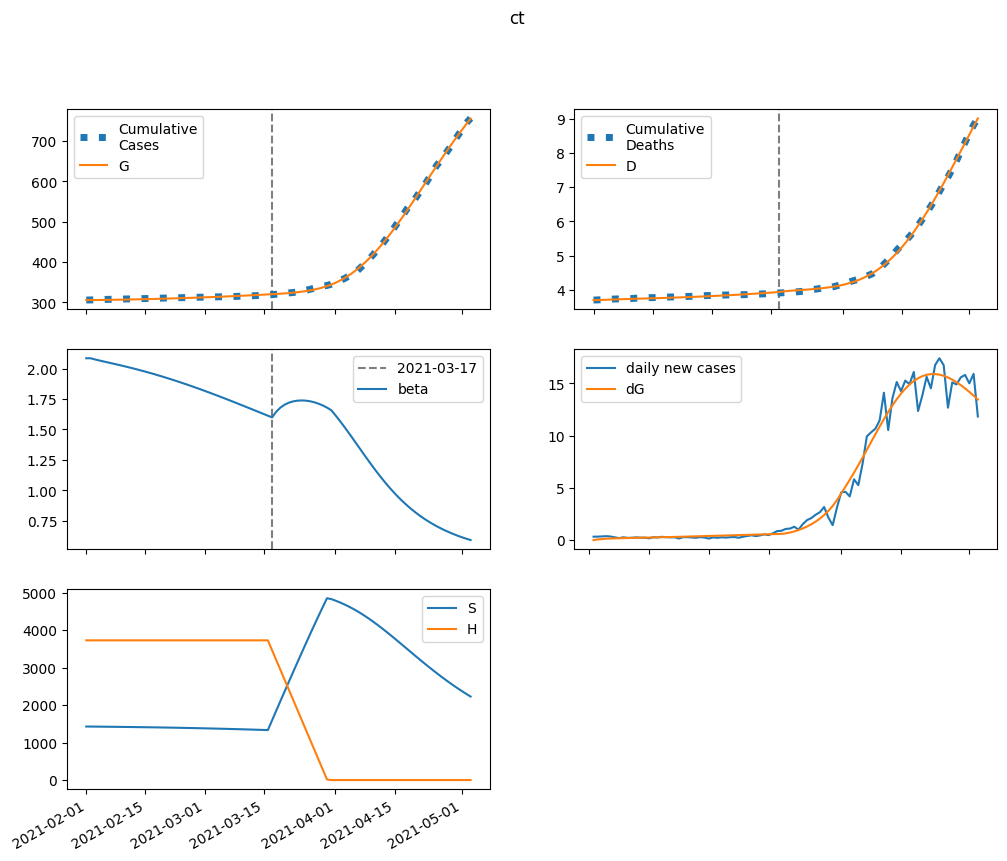 ct
Cumulative
Cases
G
700
600
500
400
300
Cumulative
Deaths
D
9
8
7
6
5
4
2021-03-17
beta
2.00
1.75
1.50
1.25
1.00
0.75
daily new cases
dG
15
10
5
0
S
H
5000
4000
3000
2000
1000
0
2021-02-01
2021-02-15
2021-03-01
2021-03-15
2021-04-01
2021-04-15
2021-05-01